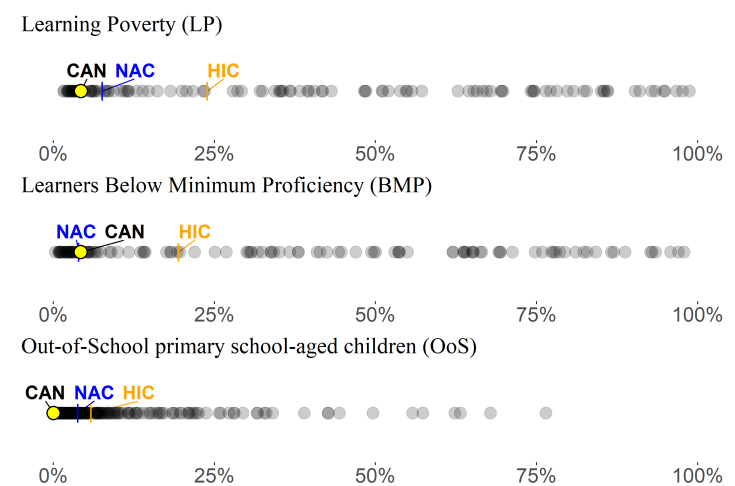 Learning Poverty (LP)
CAN NAC HIC
0% 25% 50% 75% 100%
Learners Below Minimum Proficiency (BMP)
NAC CAN HIC
0% 25% 50% 75% 100%
Out-of-School primary school-aged children (OoS)
CAN NAC HIC
0% 25% 50% 75% 100%